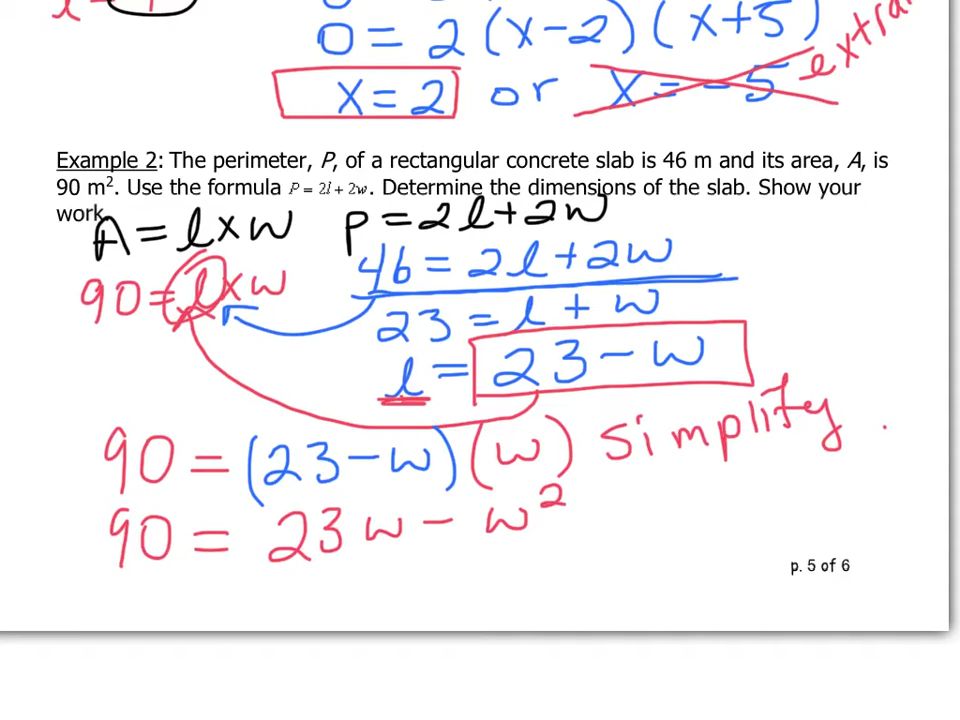 0 = 2 (x-2) (x+5)
x = 2 or x = -5 extra
Example 2: The perimeter, P, of a rectangular concrete slab is 46 m and its area, A, is
90 m². Use the formula P = 2l + 2w. Determine the dimensions of the slab. Show your
work.
A = l x w P = 2l + 2w
90 = l x w 46 = 2l + 2w
23 = l + w
l = 23 - w
90 = (23 - w) (w) Simplify.
90 = 23w - w²
p. 5 of 6